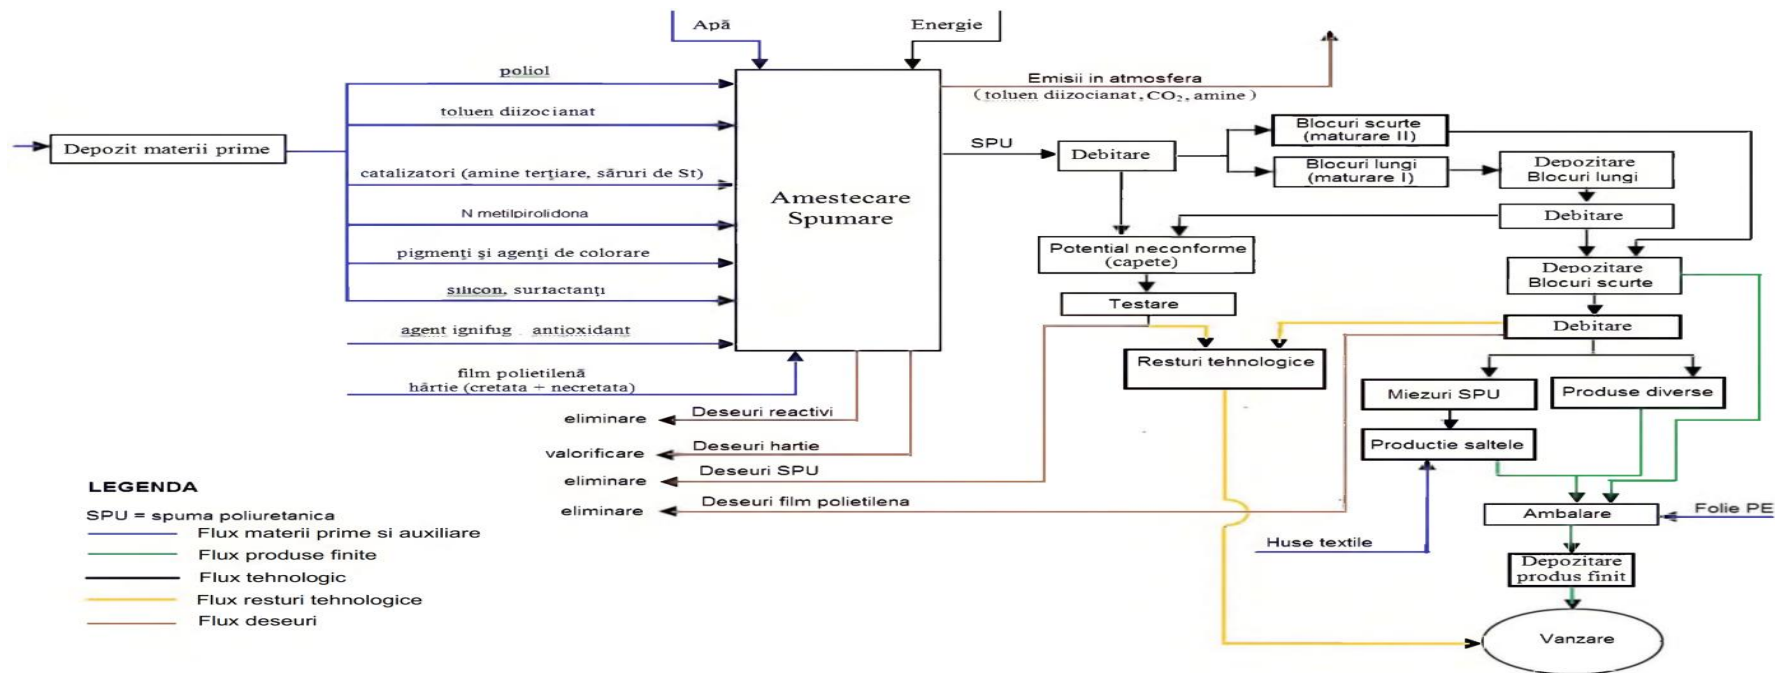 Apă
Energie
poliol
Emisii in atmosfera
(toluen diizocianat, CO2, amine)
toluen diizocianat
Depozit materii prime
SPU
Debitare
Blocuri scurte
(maturare II)
Blocuri lungi
(maturare I)
Depozitare
Blocuri lungi
catalizatori (amine terţiare, săruri de St)
Amestecare
Spumare
N metilpirolidona
Debitare
pigmenţi şi agenţi de colorare
Potential neconforme
(capete)
Depozitare
Blocuri scurte
silicon, surfactanţi
Testare
agent ignifug antioxidant
Debitare
Resturi tehnologice
film polietilenă
hârtie (cretata + necretata)
Miezuri SPU
Produse diverse
eliminare
Deseuri reactivi
Productie saltele
valorificare
Deseuri hartie
eliminare
Deseuri SPU
eliminare
Deseuri film polietilena
Ambalare
Folie PE
Huse textile
Depozitare
produs finit
Vanzare
LEGENDA
SPU = spuma poliuretanica
Flux materii prime si auxiliare
Flux produse finite
Flux tehnologic
Flux resturi tehnologice
Flux deseuri